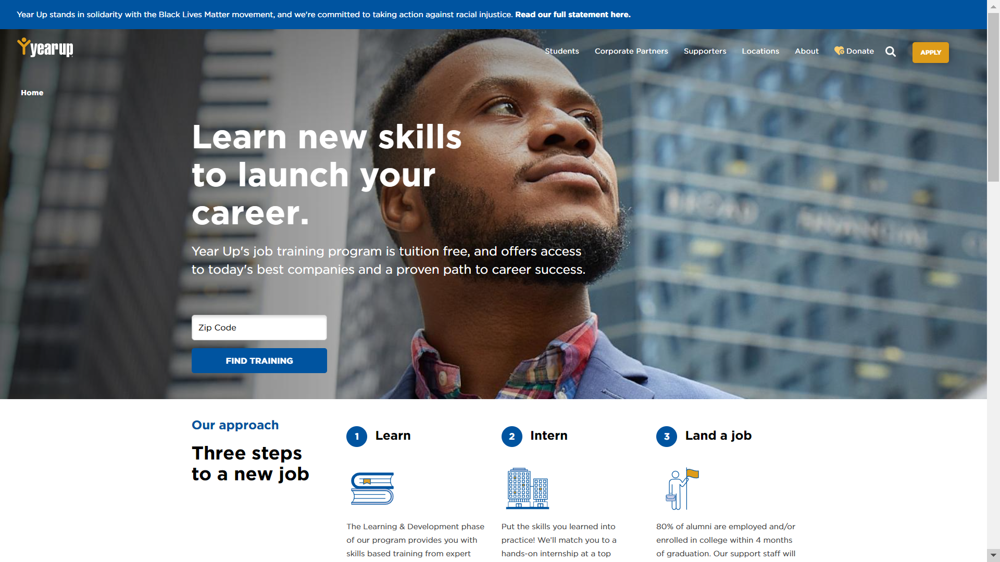 Year Up stands in solidarity with the Black Lives Matter movement, and we're committed to taking action against racial injustice. Read our full statement here.
year up
Students Corporate Partners Supporters Locations About Donate APPLY
Home
Learn new skills
to launch your
career.
Year Up's job training program is tuition free, and offers access
to today's best companies and a proven path to career success.
Zip Code
FIND TRAINING
Our approach
Three steps
to a new job
1 Learn
The Learning & Development phase
of our program provides you with
skills based training from expert
2 Intern
Put the skills you learned into
practice! We’ll match you to a
hands-on internship at a top
3 Land a job
80% of alumni are employed and/or
enrolled in college within 4 months
of graduation. Our support staff will